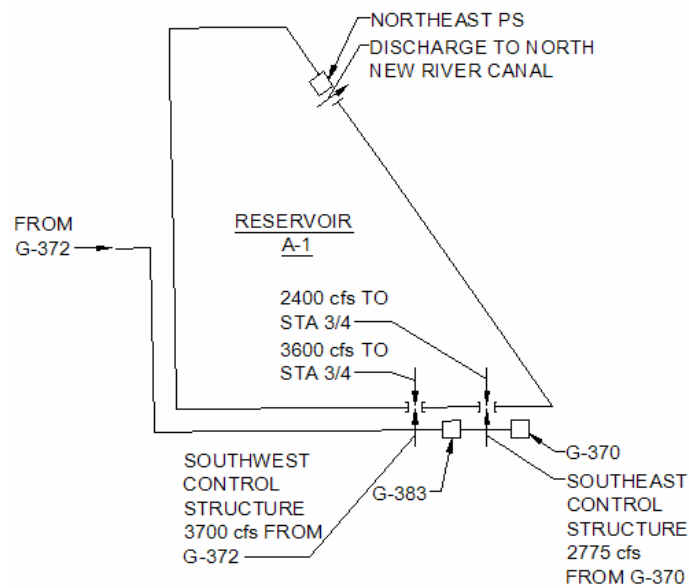 NORTHEAST PS
DISCHARGE TO NORTH
NEW RIVER CANAL
FROM
G-372
RESERVOIR
A-1
2400 cfs TO
STA 3/4
3600 cfs TO
STA 3/4
SOUTHWEST
CONTROL
STRUCTURE
3700 cfs FROM
G-372
G-383
G-370
SOUTHEAST
CONTROL
STRUCTURE
2775 cfs
FROM G-370